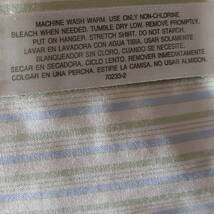 MACHINE WASH WARM. USE ONLY NON-CHLORINE
BLEACH WHEN NEEDED. TUMBLE DRY LOW. REMOVE PROMPTLY.
PUT ON HANGER. STRETCH SHIRT. DO NOT STARCH.
LAVAR EN LAVADORA CON AGUA TIBIA. USAR SOLAMENTE
BLANQUEADOR SIN CLORO, CUANDO SE NECESITE.
SECAR EN SECADORA, CICLO LENTO. REMUEVA INMEDIATAMENTE.
COLGAR EN UNA PERCHA. ESTIRE LA CAMISA. NO USAR ALMIDON.
70233-2